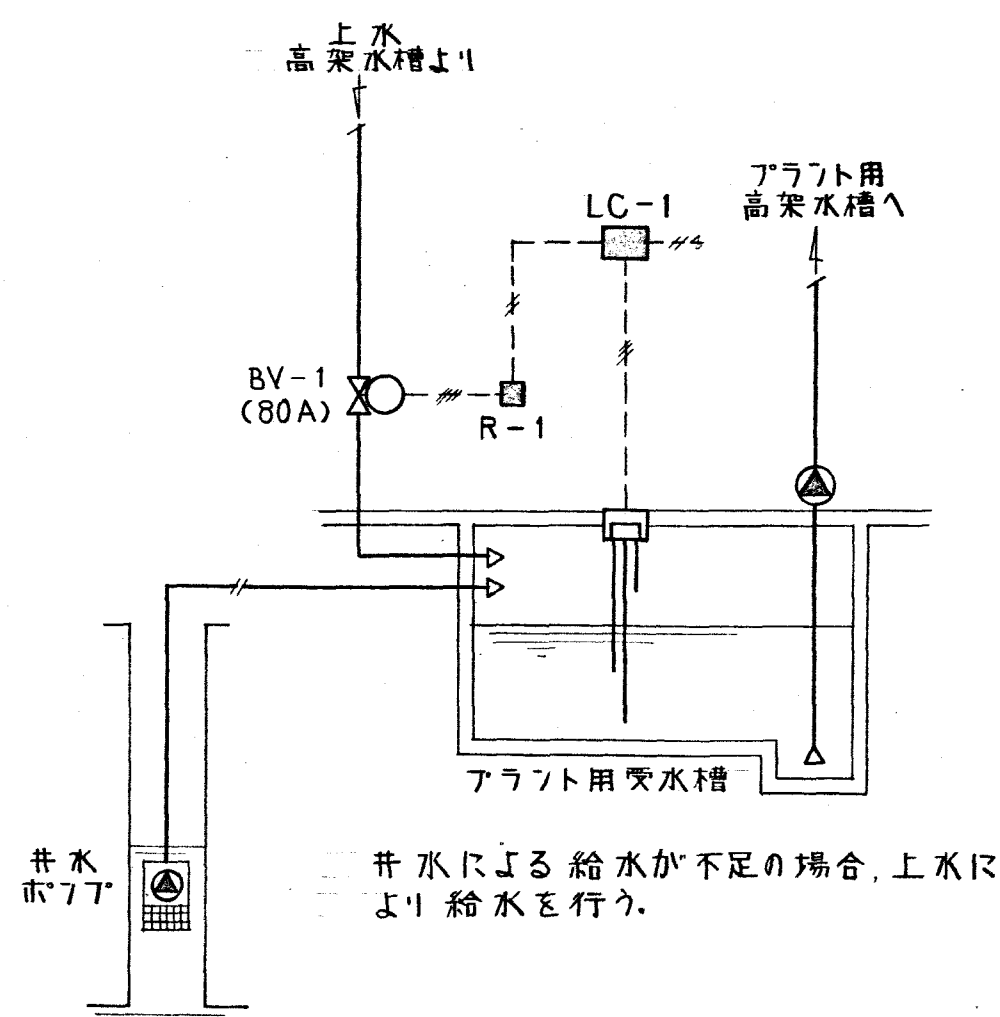 上水
高架水槽より
プラント用
高架水槽へ
LC-1
BV-1
(80A)
R-1
プラント用受水槽
井水
ポンプ
井水による給水が不足の場合,上水に
より給水を行う.